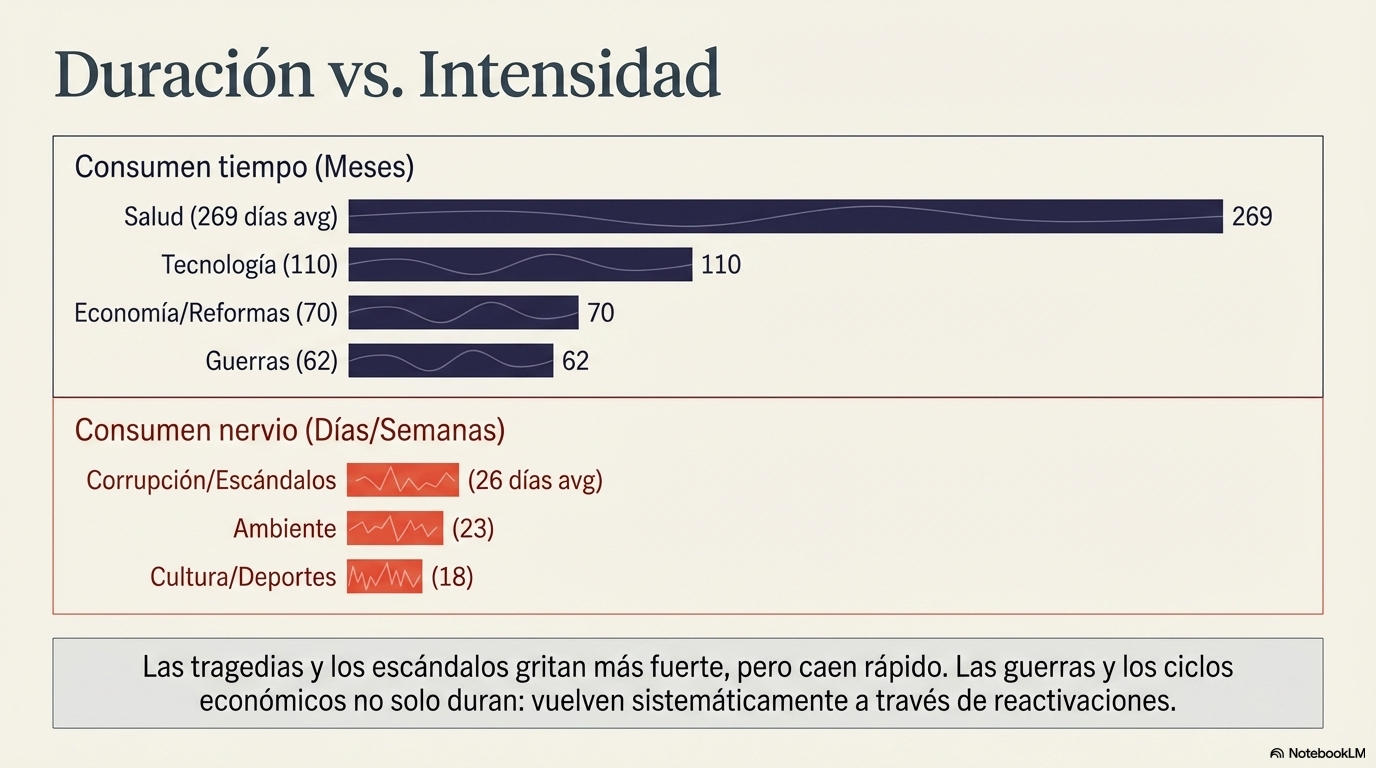 Duración vs. Intensidad
Consumen tiempo (Meses)
Salud (269 días avg) 269
Tecnología (110) 110
Economía/Reformas (70) 70
Guerras (62) 62
Consumen nervio (Días/Semanas)
Corrupción/Escándalos (26 días avg)
Ambiente (23)
Cultura/Deportes (18)
Las tragedias y los escándalos gritan más fuerte, pero caen rápido. Las guerras y los ciclos
económicos no solo duran: vuelven sistemáticamente a través de reactivaciones.
NotebookLM